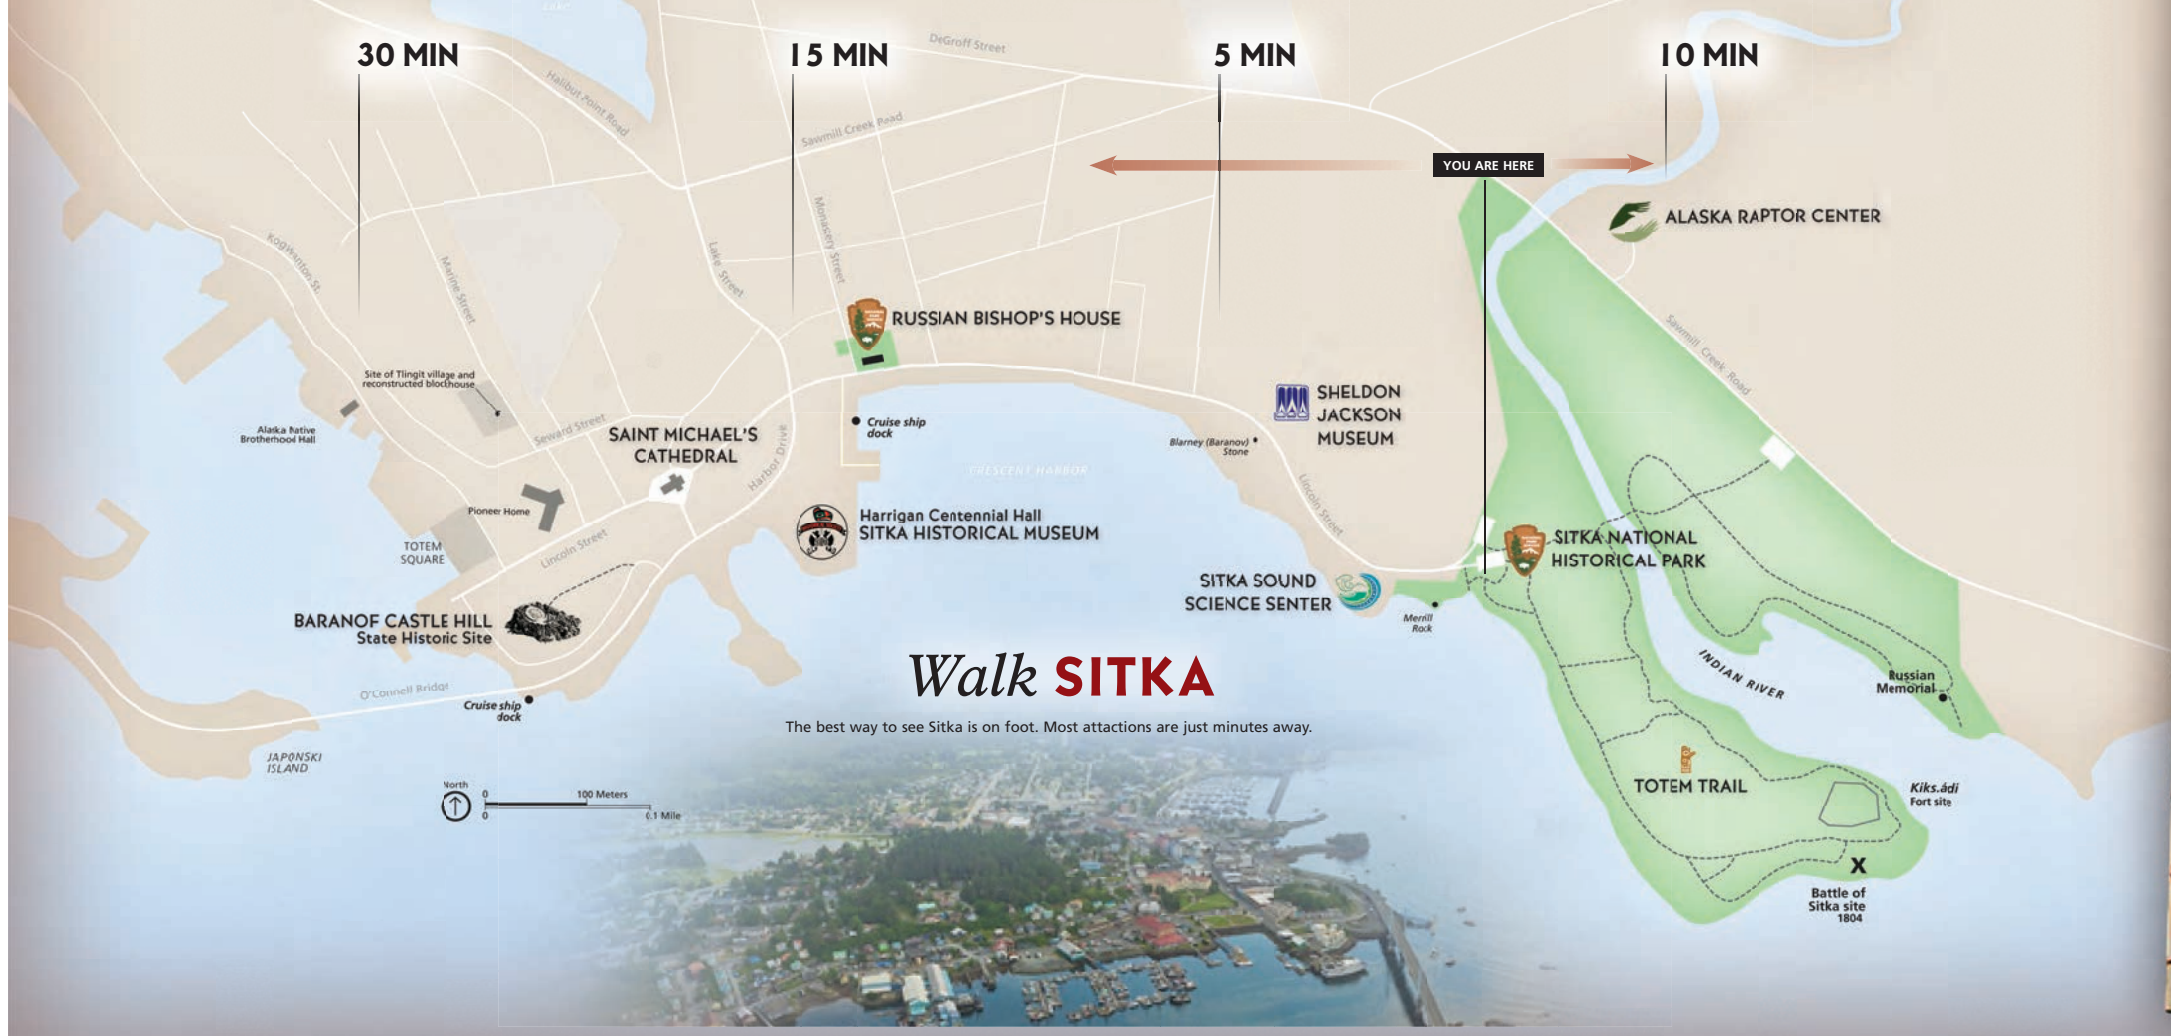 Lake
30 MIN
15 MIN
5 MIN
10 MIN
DeGroff Street
Halibut Point Road
Sawmill Creek Road
YOU ARE HERE
ALASKA RAPTOR CENTER
Kogwanton St.
Marine Street
Lake Street
Monastery Street
RUSSIAN BISHOP'S HOUSE
Sawmill Creek Road
Site of Tlingit village and
reconstructed blockhouse
Alaska Native
Brotherhood Hall
Seward Street
SAINT MICHAEL'S
CATHEDRAL
Harbor Drive
Cruise ship
dock
CRESCENT HARBOR
Blarney (Baranov)
Stone
SHELDON
JACKSON
MUSEUM
Lincoln Street
Pioneer Home
TOTEM
SQUARE
Lincoln Street
Harrigan Centennial Hall
SITKA HISTORICAL MUSEUM
SITKA NATIONAL
HISTORICAL PARK
SITKA SOUND
SCIENCE SENTER
Merrill
Rock
BARANOF CASTLE HILL
State Historic Site
O'Connell Bridge
Cruise ship
dock
JAPONSKI
ISLAND
Walk SITKA
The best way to see Sitka is on foot. Most attactions are just minutes away.
INDIAN RIVER
Russian
Memorial
TOTEM TRAIL
Kiks.ádi
Fort site
X
Battle of
Sitka site
1804
North
0
100 Meters
0
0.1 Mile